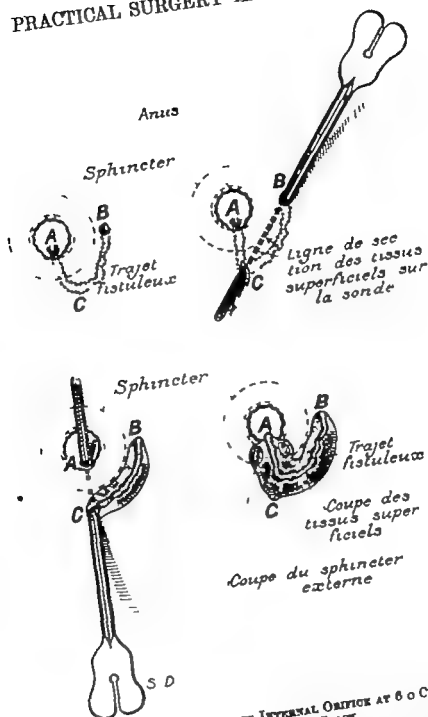 PRACTICAL SURGERY
Anus
Sphincter
A
B
C
Trajet
fistuleux
A
B
C
Ligne de sec
tion des tissus
superficiels sur
la sonde
Sphincter
A
B
C
S D
A
B
C
Trajet
fistuleux
Coupe des
tissus super
ficiels
Coupe du sphincter
externe
INTERNAL ORIFICE AT 6 O C